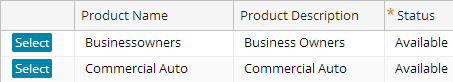 Product Name Product Description * Status
Select Businessowners Business Owners Available
Select Commercial Auto Commercial Auto Available